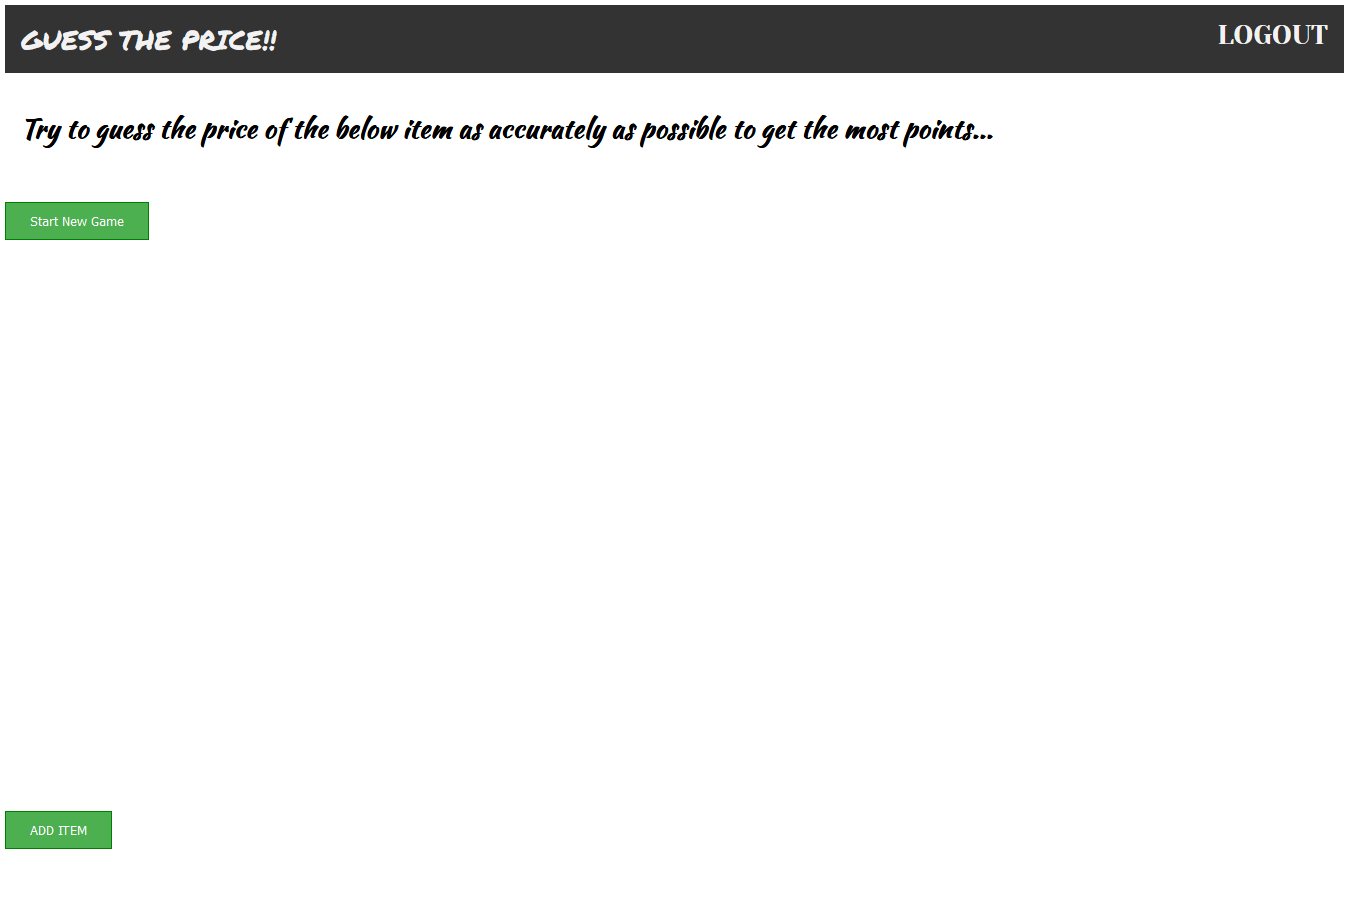 GUESS THE PRICE!!
LOGOUT
Try to guess the price of the below item as accurately as possible to get the most points...
Start New Game
ADD ITEM